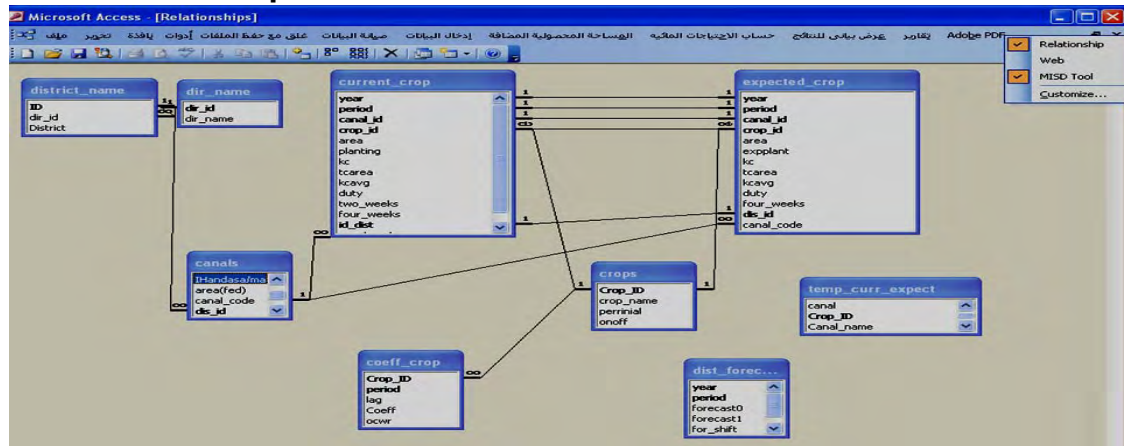 Microsoft Access - [Relationships]
ملف تحرير نافذة أدوات غلق مع حفظ الملفات صيانة البيانات إدخال البيانات المساحة المحصولية المضافة حساب الاحتياجات المائية عرض بيانى للنتائج تقارير Adobe PDF
Relationship
Web
MISD Tool
Customize...
district_name
ID
dir_id
District
dir_name
dir_id
dir_name
current_crop
year
period
canal_id
crop_id
area
planting
kc
tcarea
kcavg
duty
two_weeks
four_weeks
id_dist
expected_crop
year
period
canal_id
crop_id
area
expplant
kc
tcarea
kcavg
duty
four_weeks
dis_id
canal_code
canals
IHandasa/ma
area(fed)
canal_code
dis_id
crops
Crop_ID
crop_name
perrinial
onoff
temp_curr_expect
canal
Crop_ID
Canal_name
coeff_crop
Crop_ID
period
lag
Coeff
ocwr
dist_forec...
year
period
forecast0
forecast1
for_shift